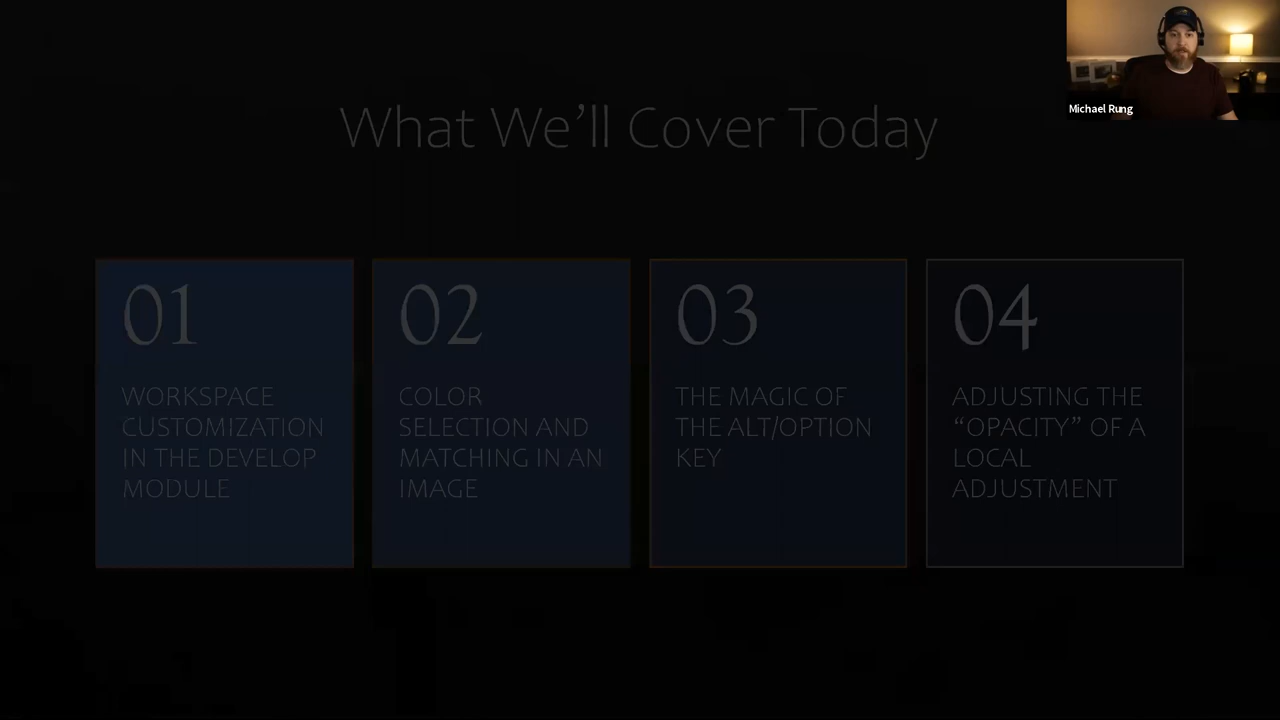 Michael Rung
What We’ll Cover Today
01
WORKSPACE
CUSTOMIZATION
IN THE DEVELOP
MODULE
02
COLOR
SELECTION AND
MATCHING IN AN
IMAGE
03
THE MAGIC OF
THE ALT/OPTION
KEY
04
ADJUSTING THE
“OPACITY” OF A
LOCAL
ADJUSTMENT